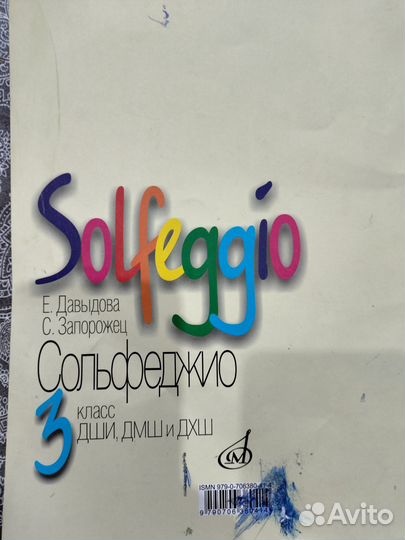 Solfeggio
Е. Давыдова
С. Запорожец
Сольфеджио
3 класс
ДШИ, ДМШ и ДХШ
Avito